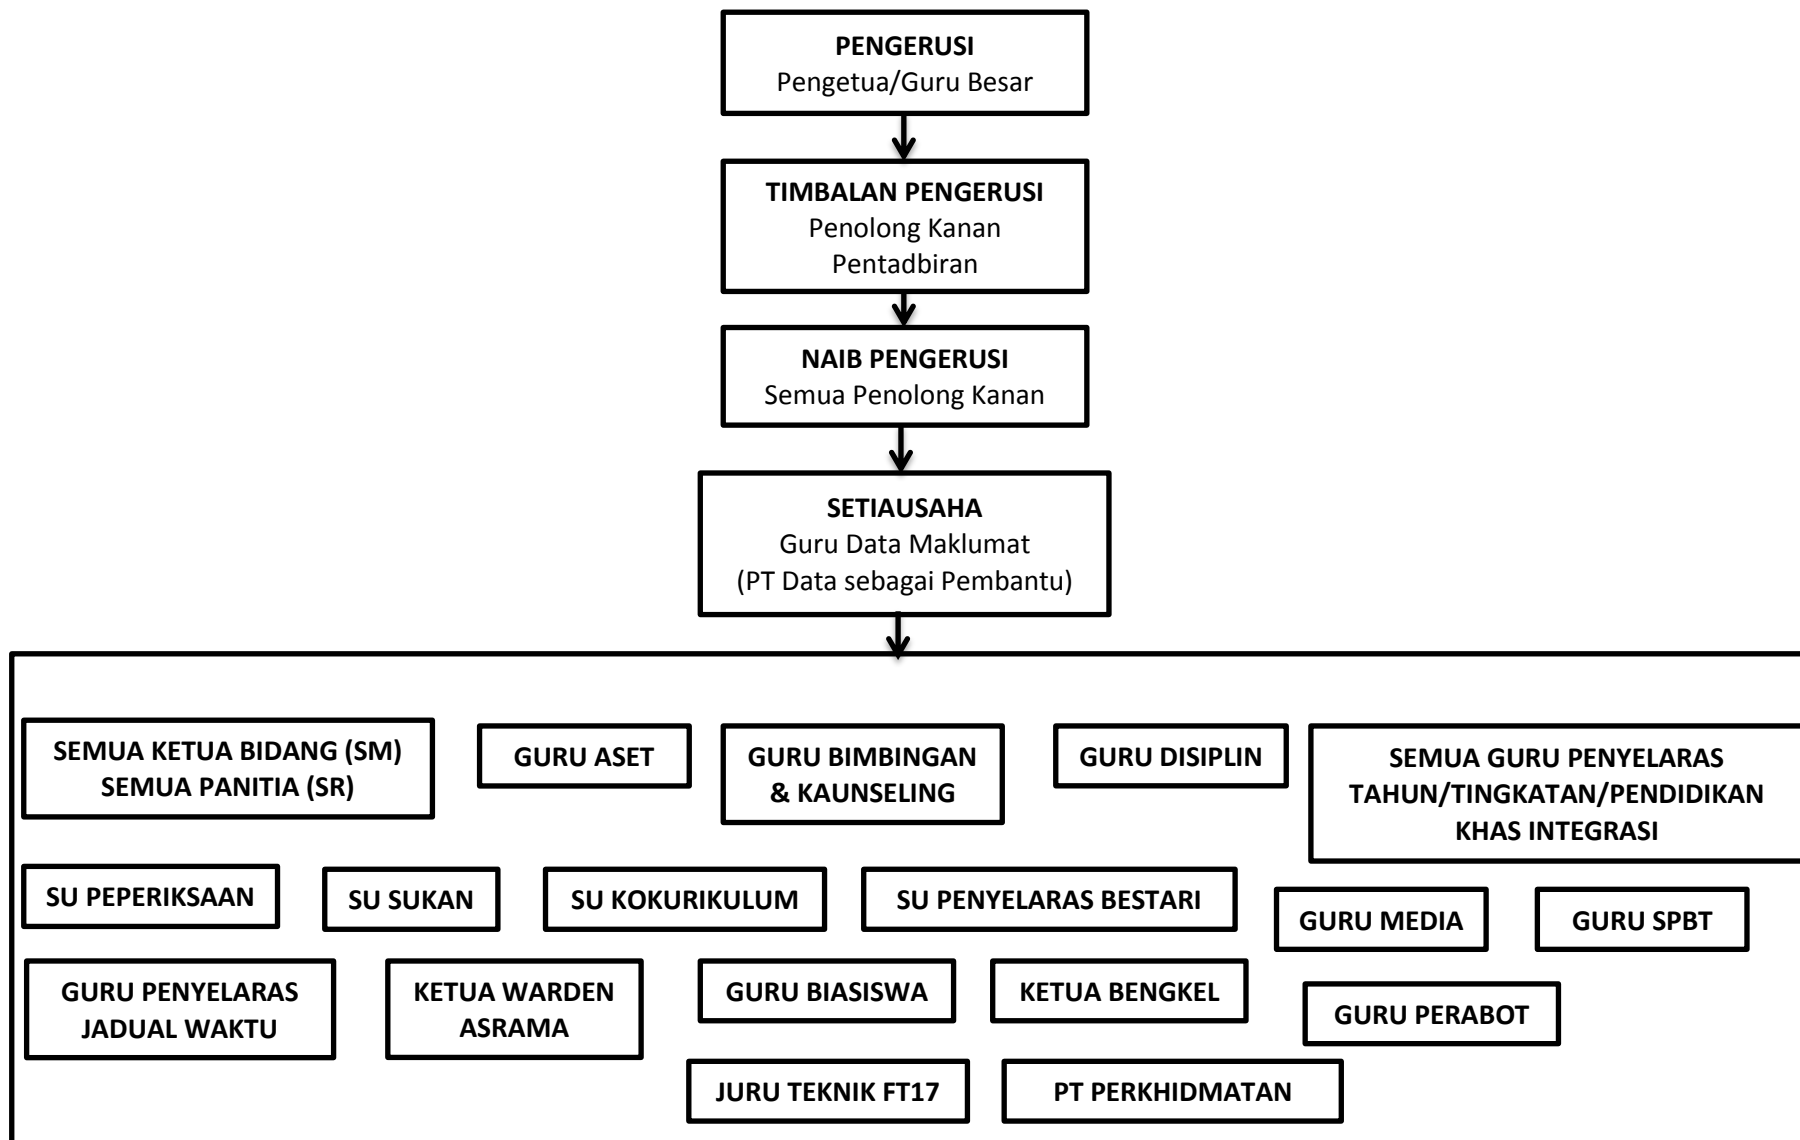 PENGERUSI
Pengetua/Guru Besar
TIMBALAN PENGERUSI
Penolong Kanan
Pentadbiran
NAIB PENGERUSI
Semua Penolong Kanan
SETIAUSAHA
Guru Data Maklumat
(PT Data sebagai Pembantu)
SEMUA KETUA BIDANG (SM)
SEMUA PANITIA (SR)
GURU ASET
GURU BIMBINGAN
& KAUNSELING
GURU DISIPLIN
SEMUA GURU PENYELARAS
TAHUN/TINGKATAN/PENDIDIKAN
KHAS INTEGRASI
SU PEPERIKSAAN
SU SUKAN
SU KOKURIKULUM
SU PENYELARAS BESTARI
GURU MEDIA
GURU SPBT
GURU PENYELARAS
JADUAL WAKTU
KETUA WARDEN
ASRAMA
GURU BIASISWA
KETUA BENGKEL
GURU PERABOT
JURU TEKNIK FT17
PT PERKHIDMATAN